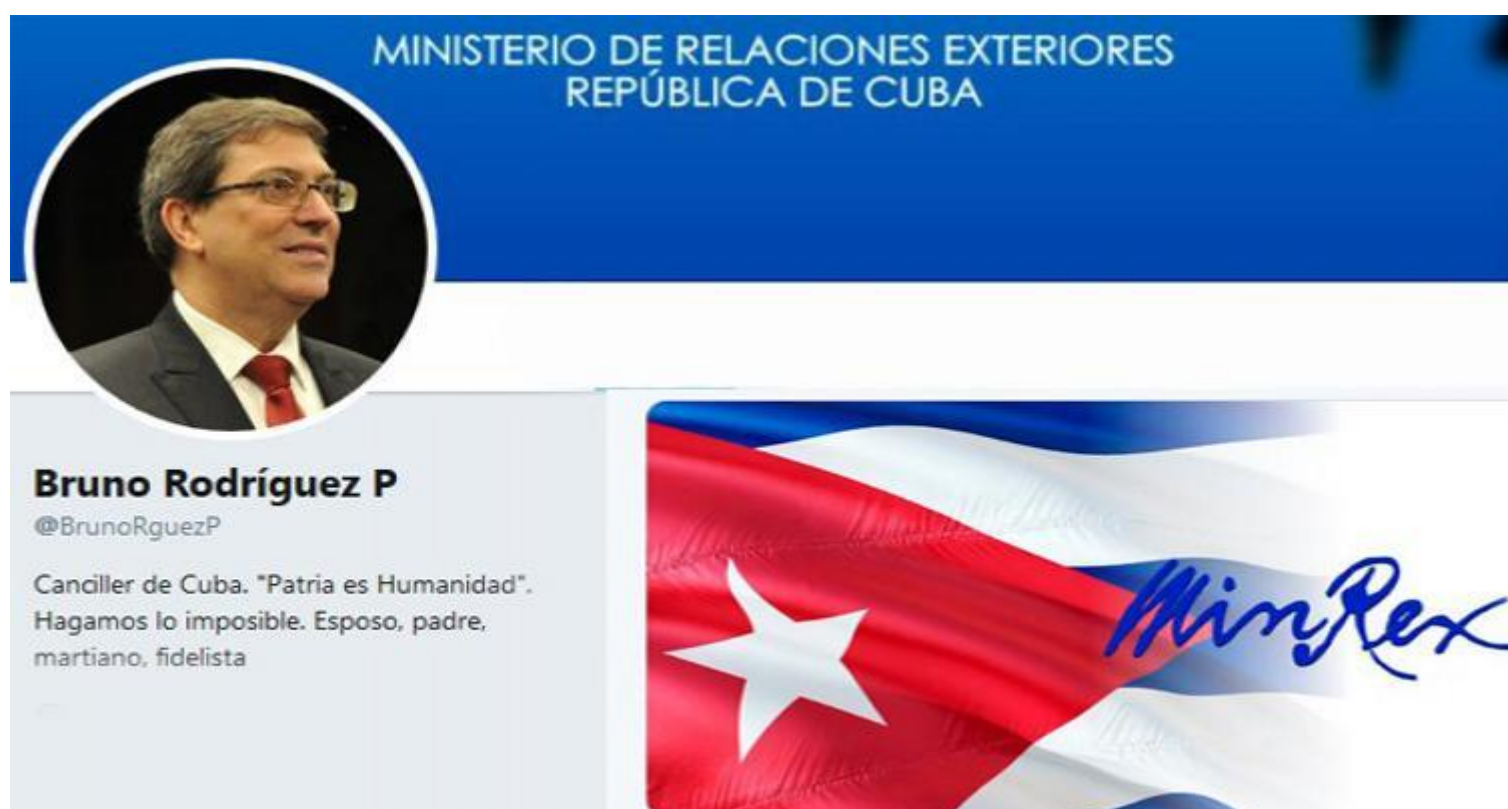 MINISTERIO DE RELACIONES EXTERIORES
REPÚBLICA DE CUBA
Bruno Rodríguez P
@BrunoRguezP
Canciller de Cuba. "Patria es Humanidad".
Hagamos lo imposible. Esposo, padre,
martiano, fidelista
MinRex